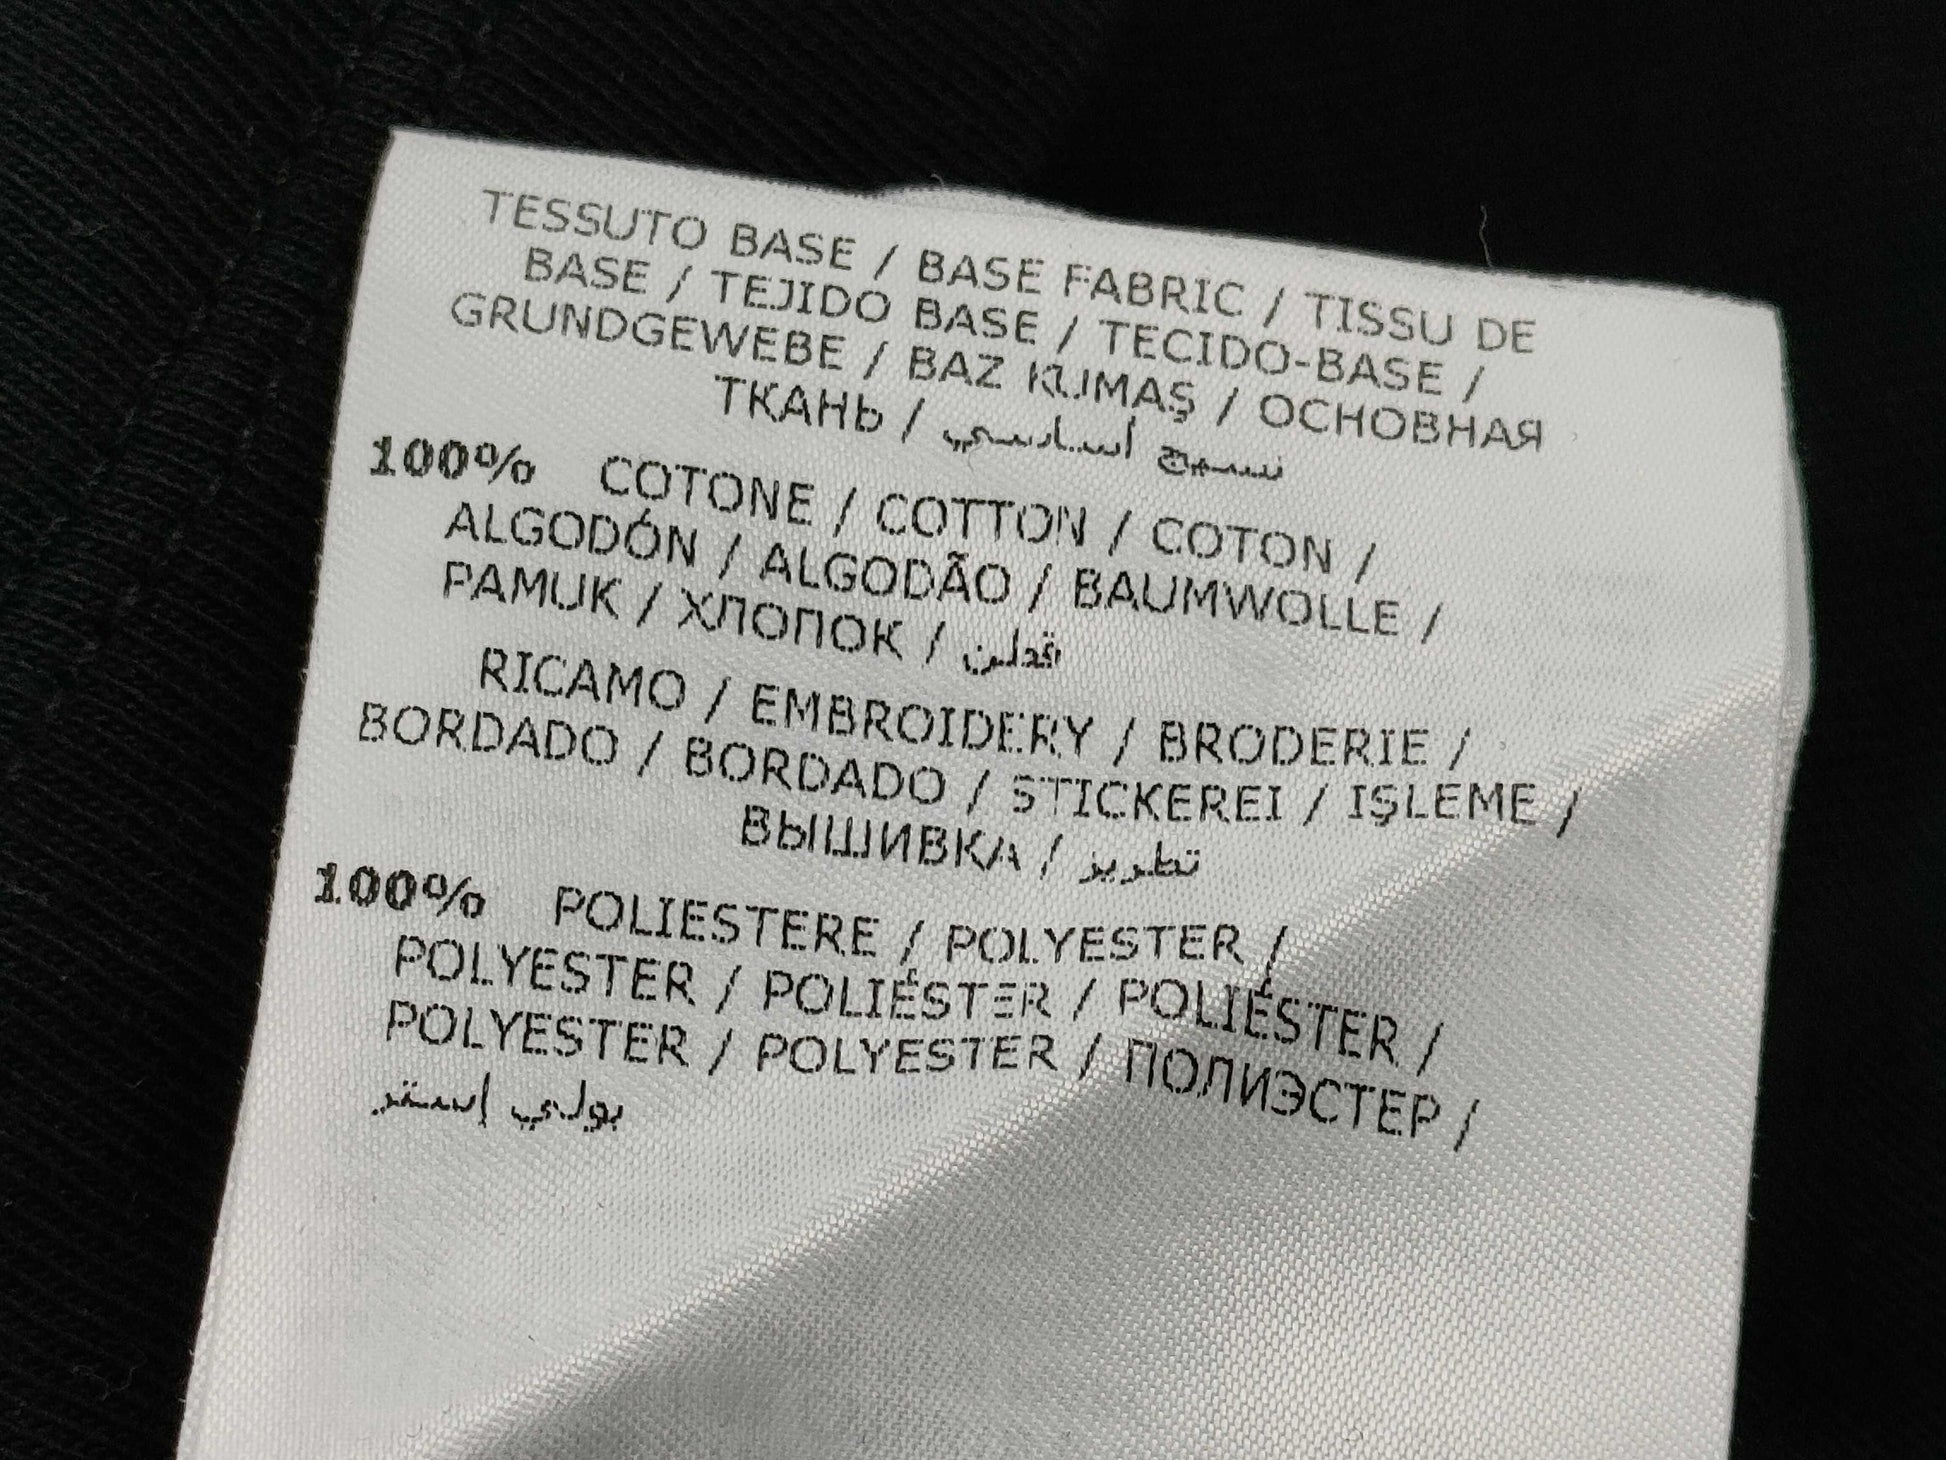 TESSUTO BASE / BASE FABRIC / TISSU DE
BASE / TEJIDO BASE / TECIDO-BASE /
GRUNDGEWEBE / BAZ KUMAŞ / ОСНОВНАЯ
ТКАНЬ / نسيج أساسي
100% COTONE / COTTON / COTON /
ALGODÓN / ALGODÃO / BAUMWOLLE /
PAMUK / ХЛОПОК / قطن
RICAMO / EMBROIDERY / BRODERIE /
BORDADO / BORDADO / STICKEREI / IŞLEME /
ВЫШИВКА / تطريز
100% POLIESTERE / POLYESTER /
POLYESTER / POLIÉSTER / POLIÉSTER /
POLYESTER / POLYESTER / ПОЛИЭСТЕР /
بولي إستر